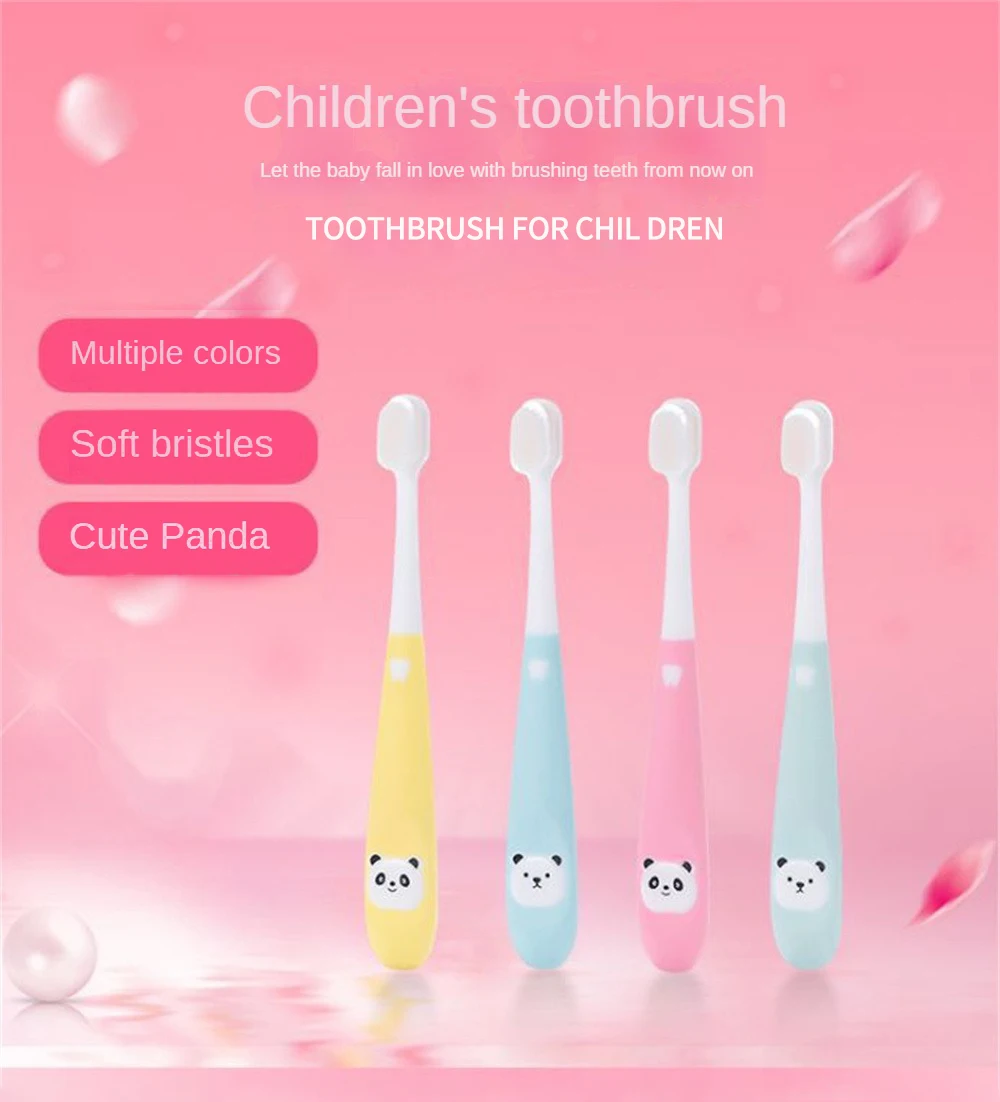 Children's toothbrush
Let the baby fall in love with brushing teeth from now on
TOOTHBRUSH FOR CHIL DREN
Multiple colors
Soft bristles
Cute Panda